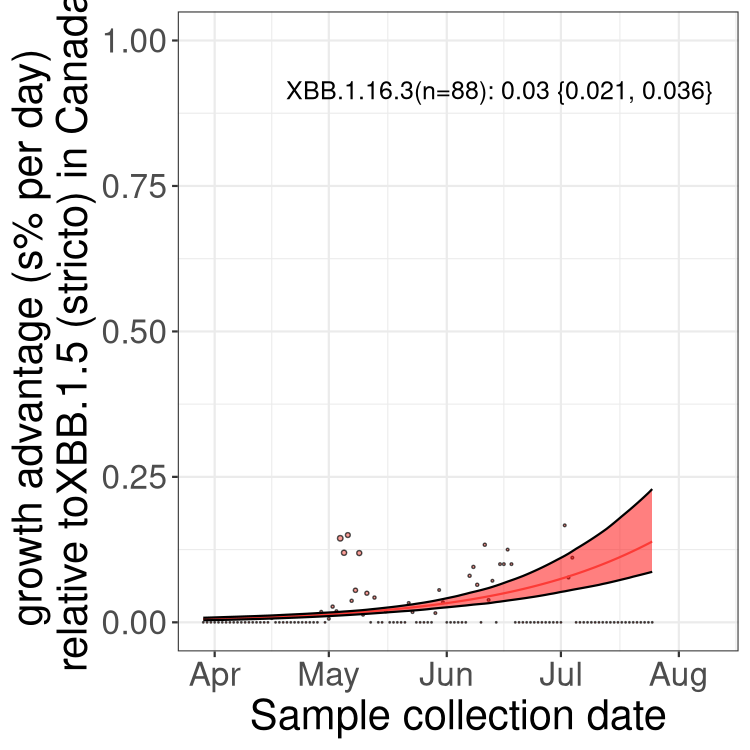 growth advantage (s% per day)
relative toXBB.1.5 (stricto) in Canada
1.00
0.75
0.50
0.25
0.00
XBB.1.16.3(n=88): 0.03 {0.021, 0.036}
Apr May Jun Jul Aug
Sample collection date